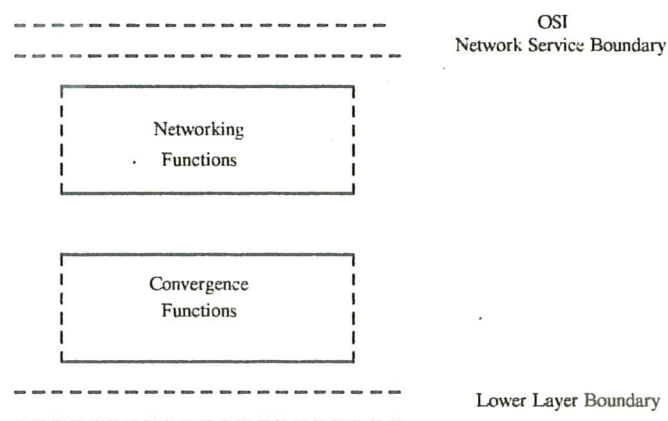 OSI
Network Service Boundary
Networking
Functions
Convergence
Functions
Lower Layer Boundary